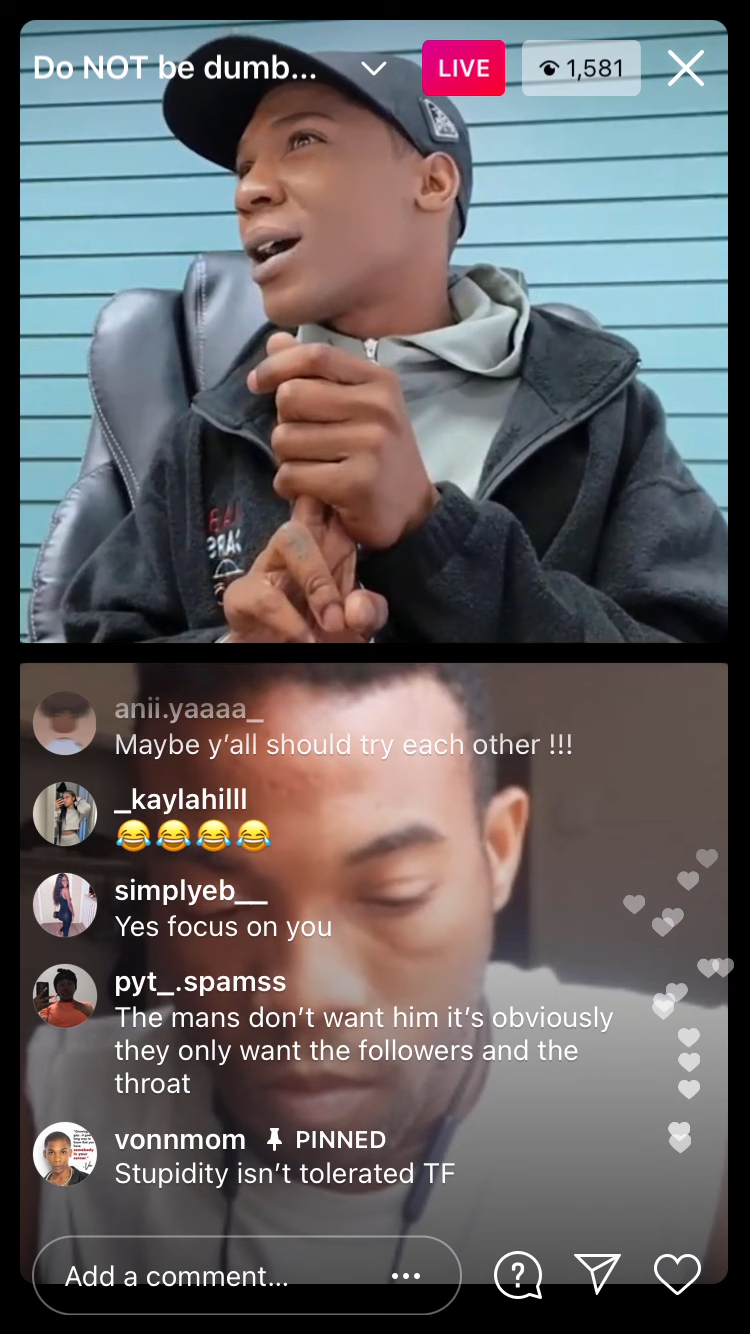 Do NOT be dumb...
LIVE
1,581
anii.yaaaa_
Maybe y’all should try each other !!!
_kaylahilll
😂😂😂😂
simplyeb__
Yes focus on you
pyt_.spamss
The mans don’t want him it’s obviously
they only want the followers and the
throat
vonnmom PINNED
Stupidity isn’t tolerated TF
Add a comment...